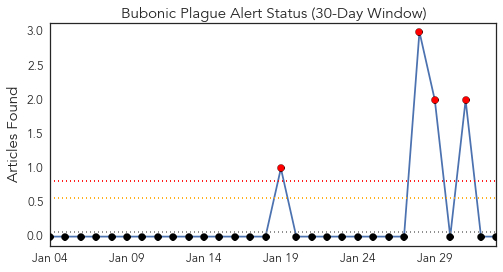 Bubonic Plague Alert Status (30-Day Window)
Articles Found
3.0
2.5
2.0
1.5
1.0
0.5
0.0
Jan 04
Jan 09
Jan 14
Jan 19
Jan 24
Jan 29